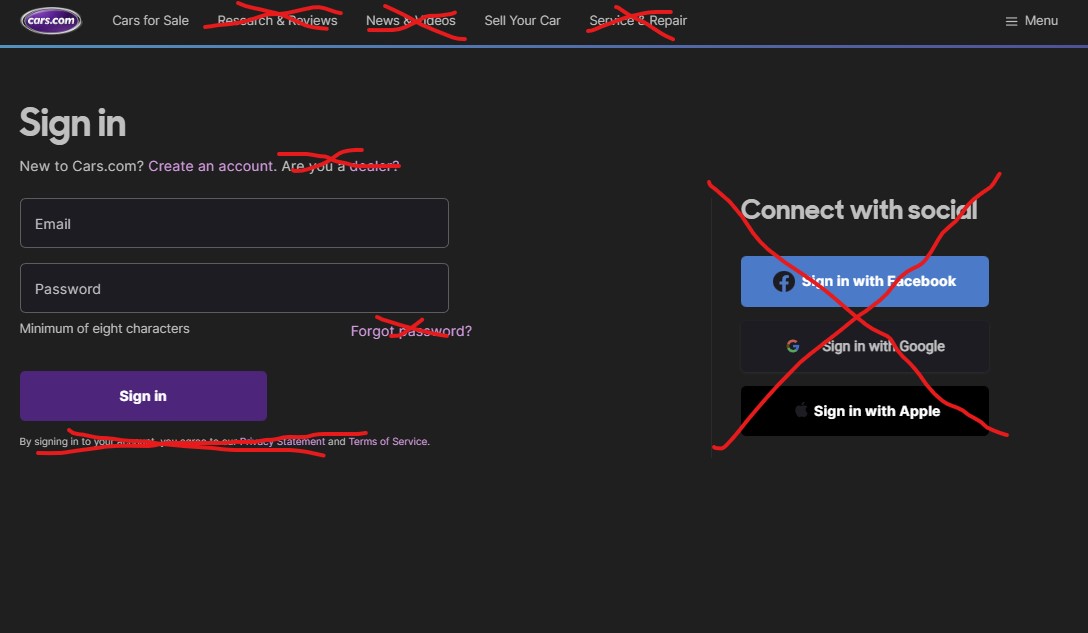 cars.com Cars for Sale Research & Reviews News & Videos Sell Your Car Service & Repair Menu
Sign in
New to Cars.com? Create an account. Are you a dealer?
Email
Password
Minimum of eight characters
Forgot password?
Sign in
By signing in to your account, you agree to our Privacy Statement and Terms of Service.
Connect with social
Sign in with Facebook
Sign in with Google
Sign in with Apple